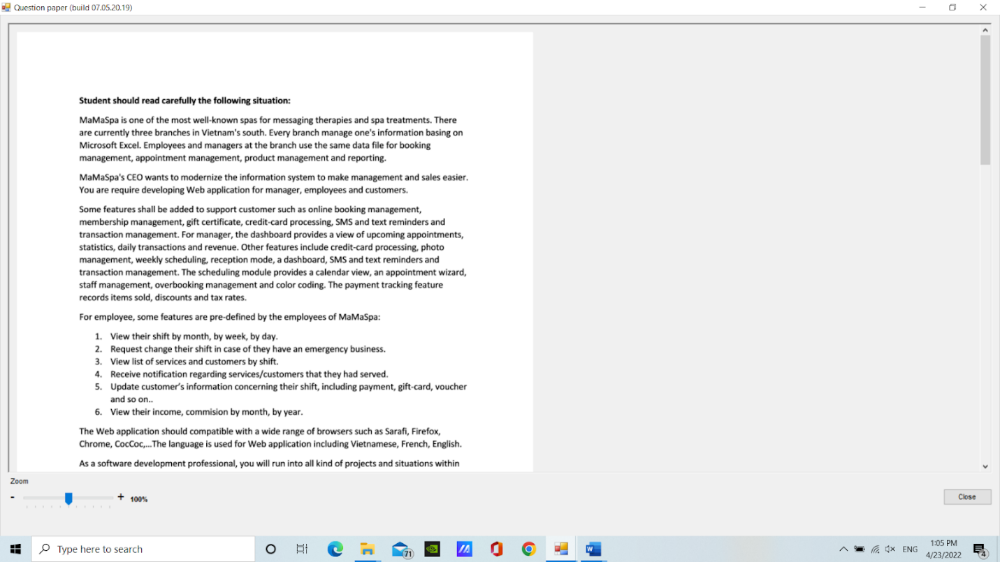 Question paper (build 07.05.20.19)
Student should read carefully the following situation:
MaMaSpa is one of the most well-known spas for messaging therapies and spa treatments. There
are currently three branches in Vietnam's south. Every branch manage one's information basing on
Microsoft Excel. Employees and managers at the branch use the same data file for booking
management, appointment management, product management and reporting.
MaMaSpa's CEO wants to modernize the information system to make management and sales easier.
You are require developing Web application for manager, employees and customers.
Some features shall be added to support customer such as online booking management,
membership management, gift certificate, credit-card processing, SMS and text reminders and
transaction management. For manager, the dashboard provides a view of upcoming appointments,
statistics, daily transactions and revenue. Other features include credit-card processing, photo
management, weekly scheduling, reception mode, a dashboard, SMS and text reminders and
transaction management. The scheduling module provides a calendar view, an appointment wizard,
staff management, overbooking management and color coding. The payment tracking feature
records items sold, discounts and tax rates.
For employee, some features are pre-defined by the employees of MaMaSpa:
1. View their shift by month, by week, by day.
2. Request change their shift in case of they have an emergency business.
3. View list of services and customers by shift.
4. Receive notification regarding services/customers that they had served.
5. Update customer's information concerning their shift, including payment, gift-card, voucher
and so on..
6. View their income, commision by month, by year.
The Web application should compatible with a wide range of browsers such as Sarafi, Firefox,
Chrome, CocCoc,...The language is used for Web application including Vietnamese, French, English.
As a software development professional, you will run into all kind of projects and situations within
Zoom
- + 100%
Close
Type here to search
71
W
ENG
1:05 PM
4/23/2022
4